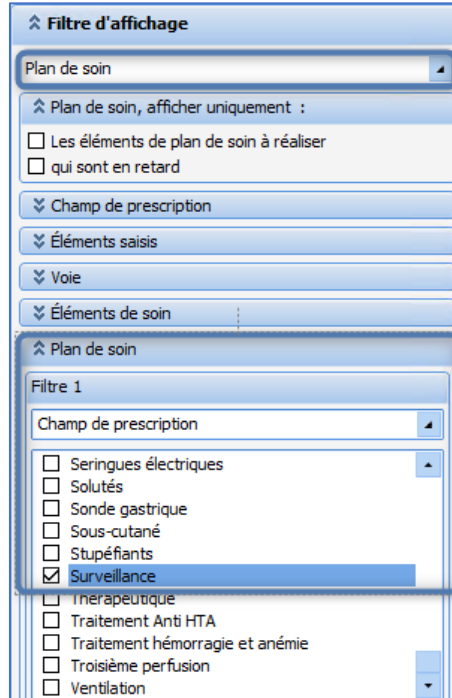 Filtre d'affichage
Plan de soin
Plan de soin, afficher uniquement :
Les éléments de plan de soin à réaliser
qui sont en retard
Champ de prescription
Éléments saisis
Voie
Éléments de soin
Plan de soin
Filtre 1
Champ de prescription
Seringues électriques
Solutés
Sonde gastrique
Sous-cutané
Stupéfiants
Surveillance
Thérapeutique
Traitement Anti HTA
Traitement hémorragie et anémie
Troisième perfusion
Ventilation